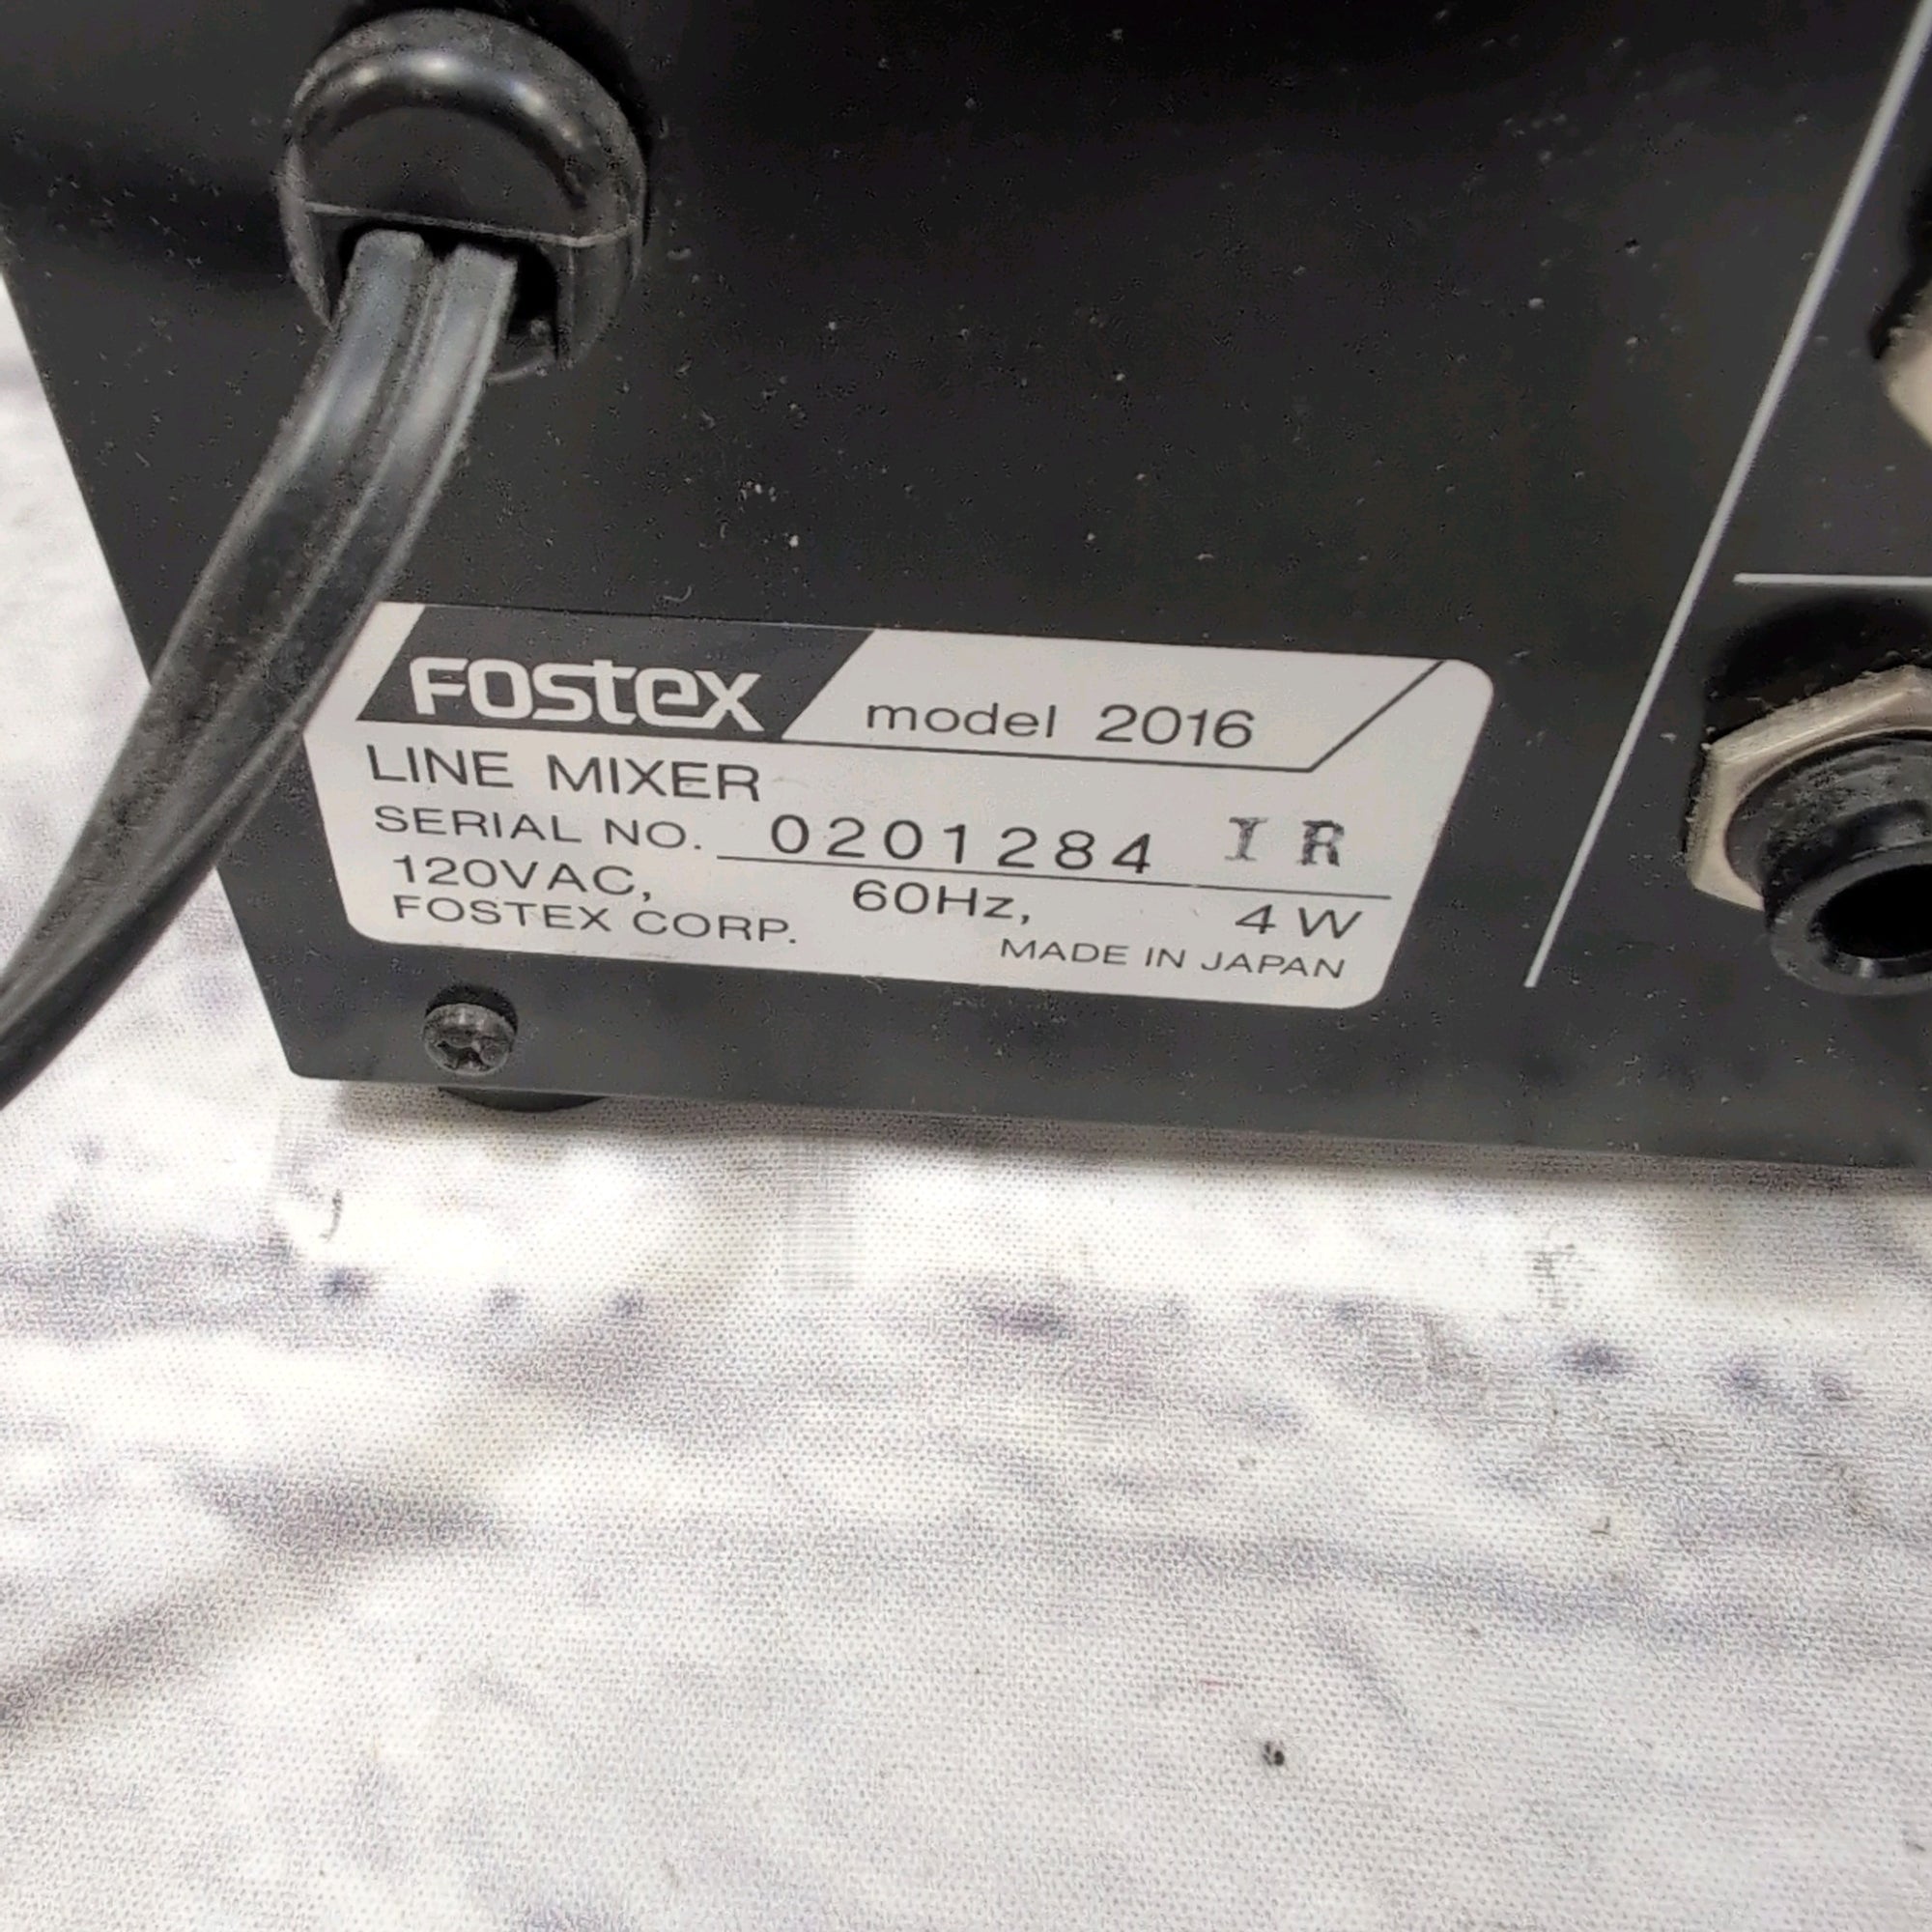 FOSTEX model 2016
LINE MIXER
SERIAL NO. 0201284 IR
120VAC, 60Hz, 4W
FOSTEX CORP. MADE IN JAPAN